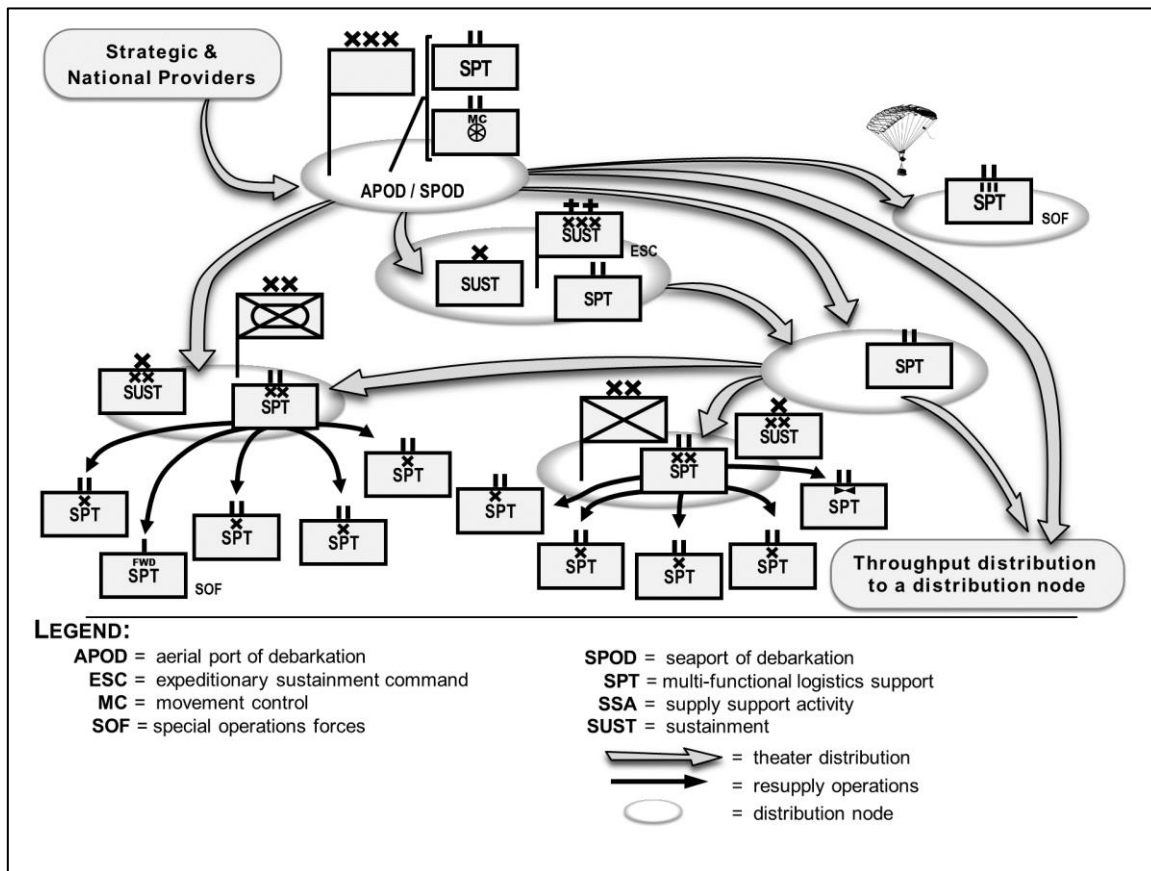 Strategic &
National Providers
SPT
MC
APOD / SPOD
SPT
SOF
SUST
ESC
SUST
SPT
SPT
SUST
SPT
SUST
SPT
SPT
SPT
SPT
SPT
SPT
SPT
SPT
FWD
SPT
SOF
SPT
SPT
SPT
Throughput distribution
to a distribution node
LEGEND:
APOD = aerial port of debarkation
ESC = expeditionary sustainment command
MC = movement control
SOF = special operations forces
SPOD = seaport of debarkation
SPT = multi-functional logistics support
SSA = supply support activity
SUST = sustainment
= theater distribution
= resupply operations
= distribution node